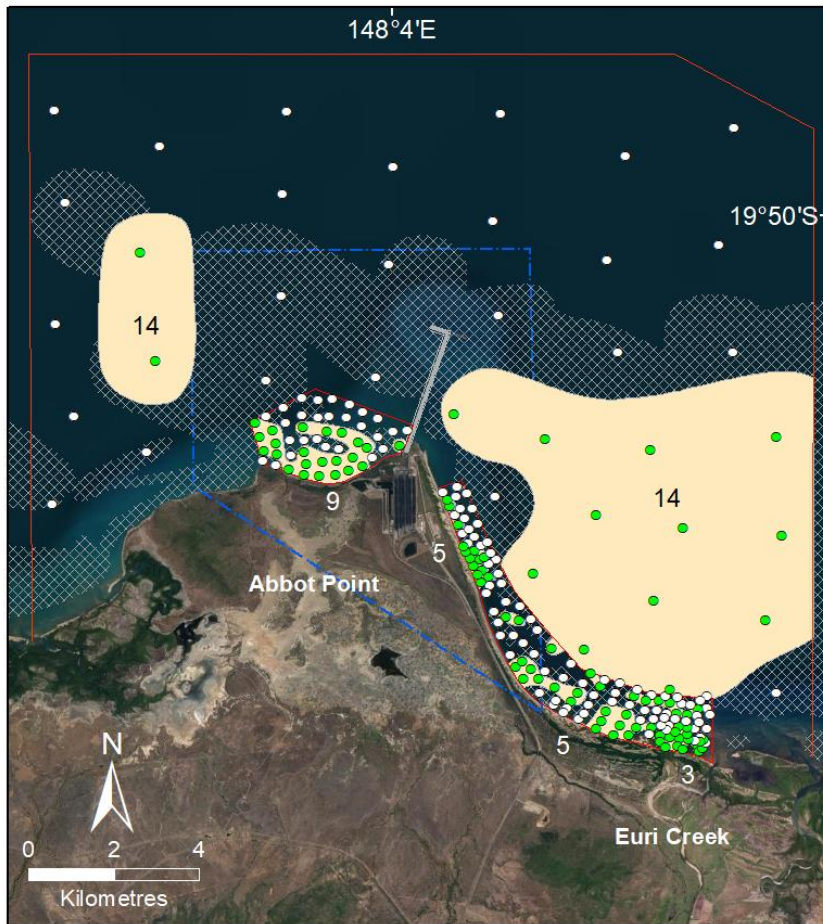 148°4'E
19°50'S
14
14
9
5
Abbot Point
5
3
N
Euri Creek
0 2 4
Kilometres